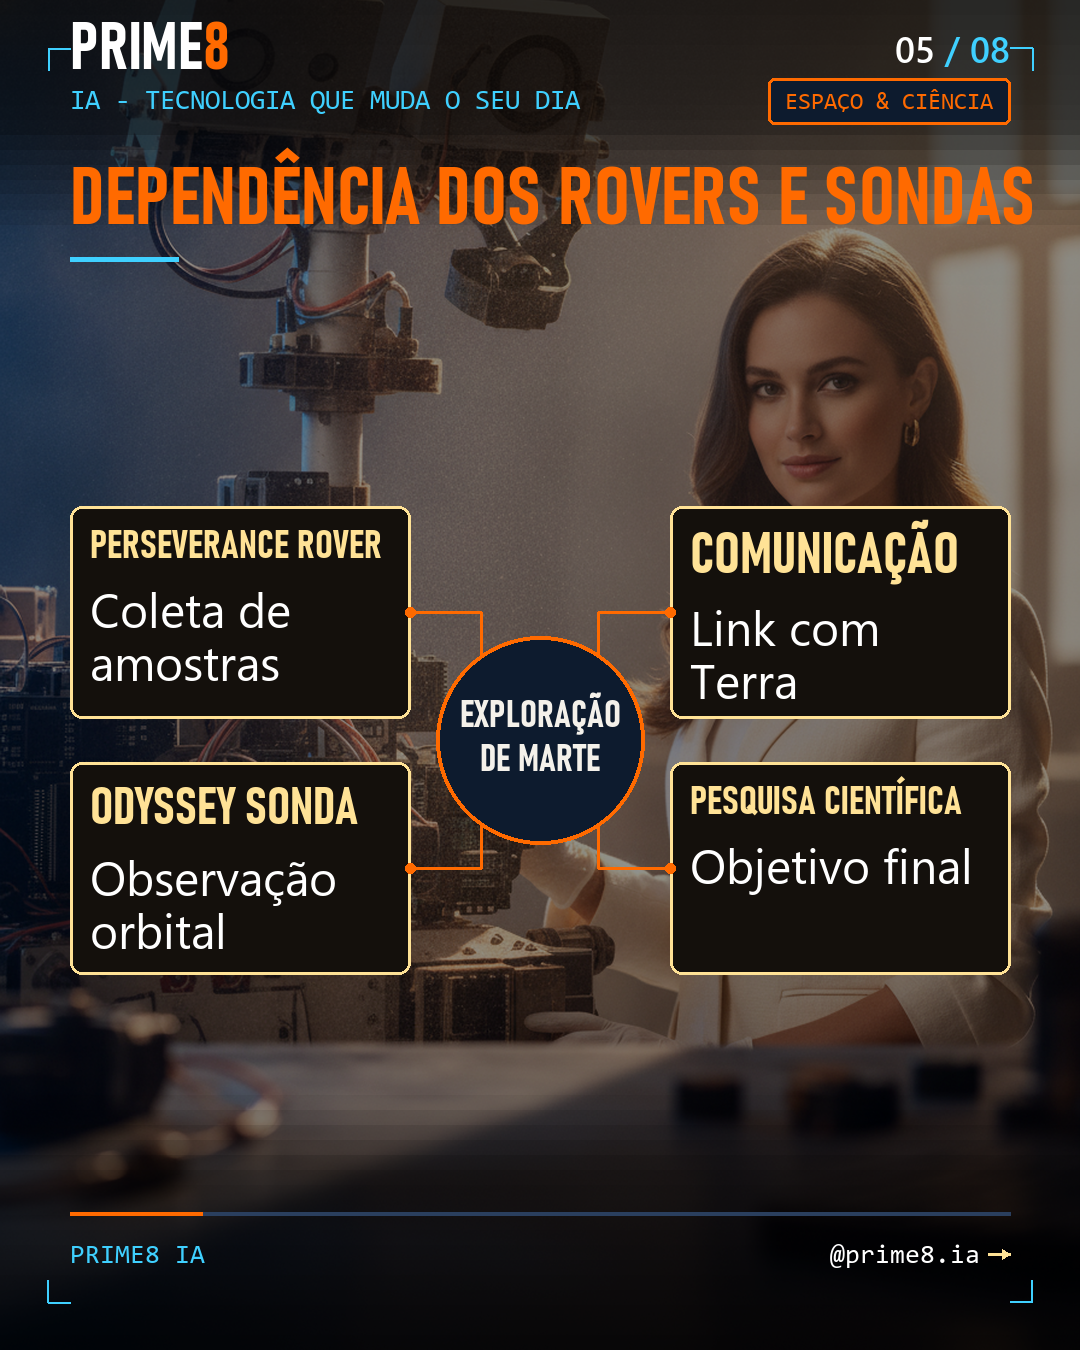 PRIME8
IA - TECNOLOGIA QUE MUDA O SEU DIA
05 / 08
ESPAÇO & CIÊNCIA
DEPENDÊNCIA DOS ROVERS E SONDAS
PERSEVERANCE ROVER
Coleta de
amostras
COMUNICAÇÃO
Link com
Terra
EXPLORAÇÃO
DE MARTE
ODYSSEY SONDA
Observação
orbital
PESQUISA CIENTÍFICA
Objetivo final
PRIME8 IA
@prime8.ia